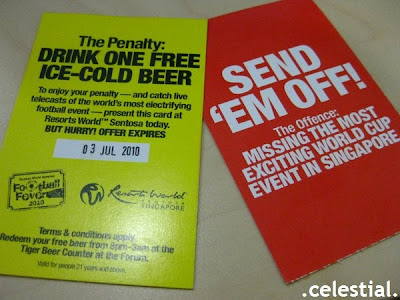 The Penalty:
DRINK ONE FREE
ICE-COLD BEER
To enjoy your penalty — and catch live
telecasts of the world's most electrifying
football event — present this card at
Resorts World™ Sentosa today.
BUT HURRY! OFFER EXPIRES
03 JUL 2010
Football
Fever
2010
Resorts World
SINGAPORE
Terms & conditions apply.
Redeem your free beer from 8pm-3am at the
Tiger Beer Counter at the Forum.
Valid for people 21 years and above.
SEND
'EM OFF!
The Offence:
MISSING THE MOST
EXCITING WORLD CUP
EVENT IN SINGAPORE
.celestial.